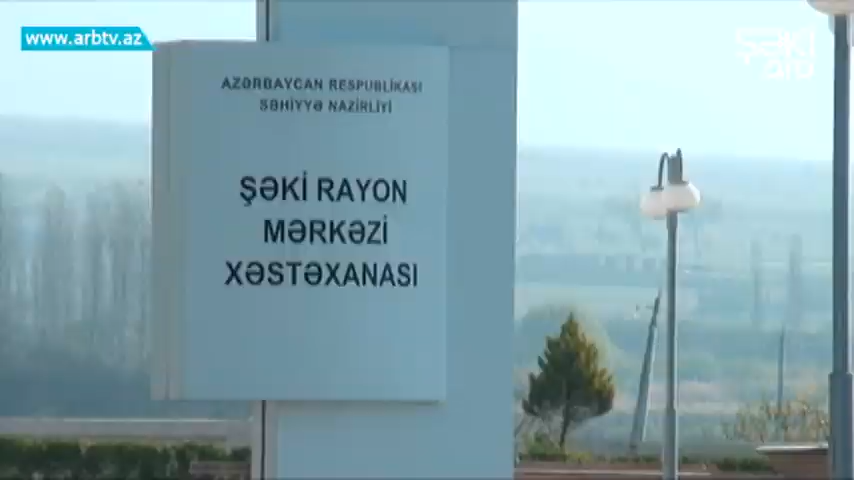 www.arbtv.az
ŞƏKİ
arb
AZƏRBAYCAN RESPUBLİKASI
SƏHİYYƏ NAZİRLİYİ
ŞƏKİ RAYON
MƏRKƏZİ
XƏSTƏXANASI